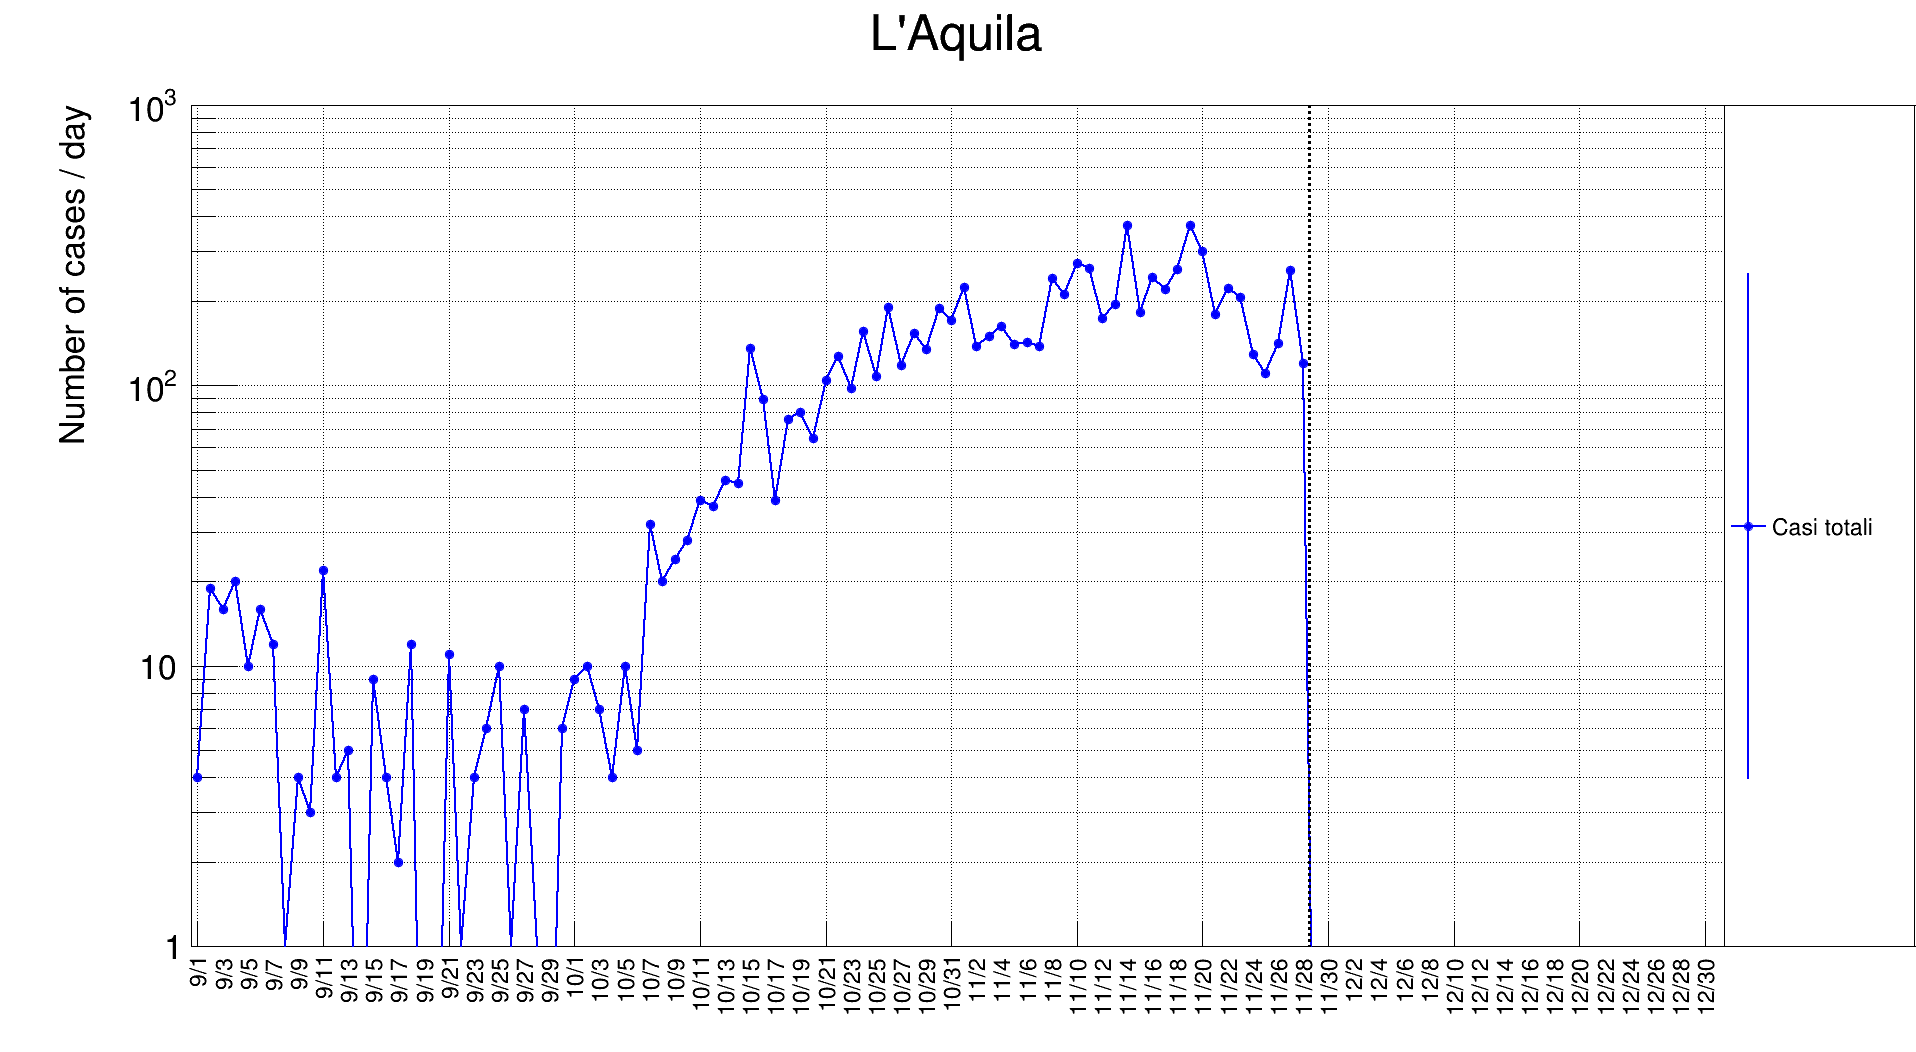 L'Aquila
Number of cases / day
10³
10²
10
1
9/1 9/3 9/5 9/7 9/9 9/11 9/13 9/15 9/17 9/19 9/21 9/23 9/25 9/27 9/29 10/1 10/3 10/5 10/7 10/9 10/11 10/13 10/15 10/17 10/19 10/21 10/23 10/25 10/27 10/29 10/31 11/2 11/4 11/6 11/8 11/10 11/12 11/14 11/16 11/18 11/20 11/22 11/24 11/26 11/28 11/30 12/2 12/4 12/6 12/8 12/10 12/12 12/14 12/16 12/18 12/20 12/22 12/24 12/26 12/28 12/30
Casi totali